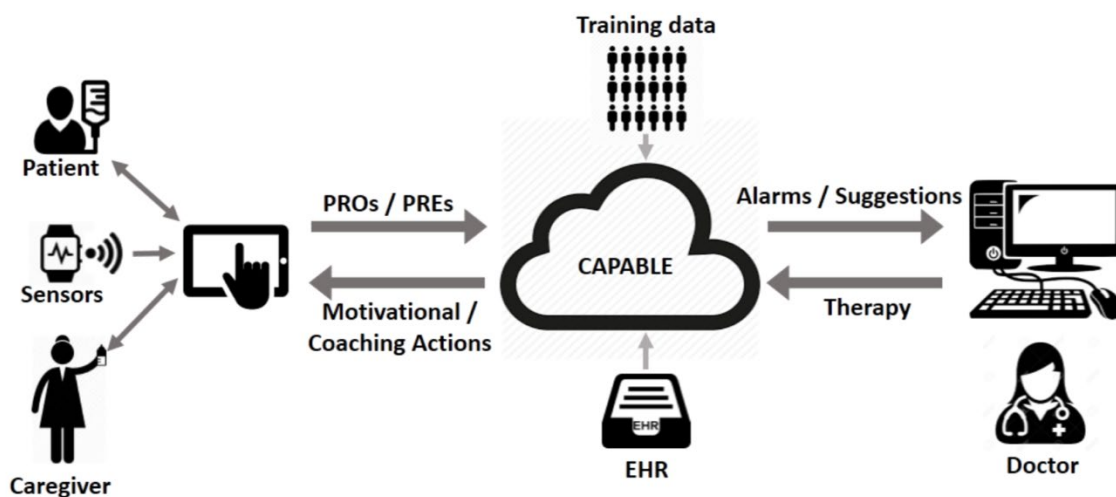 Training data
Patient
PROs / PREs
Alarms / Suggestions
CAPABLE
Sensors
Motivational /
Coaching Actions
Therapy
EHR
Caregiver
EHR
Doctor